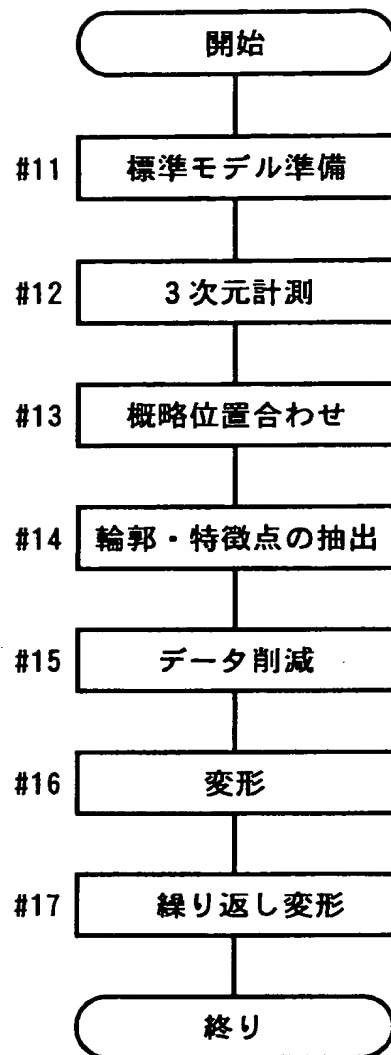 開始
#11 標準モデル準備
#12 3次元計測
#13 概略位置合わせ
#14 輪郭・特徴点の抽出
#15 データ削減
#16 変形
#17 繰り返し変形
終り